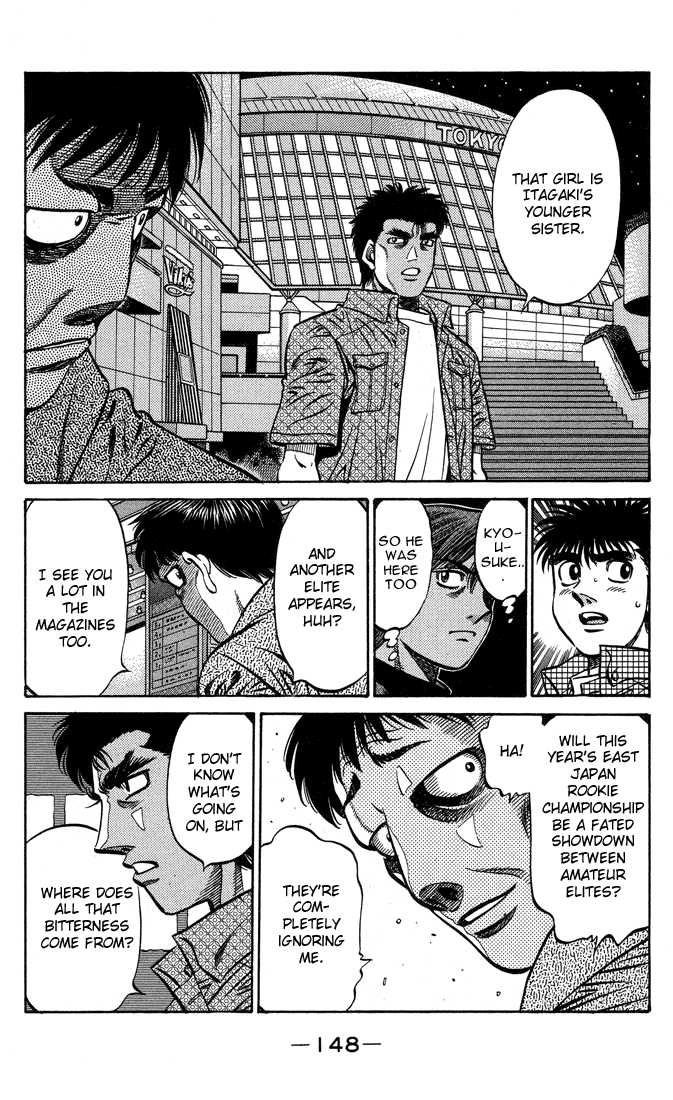 TOKYO
THAT GIRL IS
ITAGAKI'S
YOUNGER
SISTER.
KYO-
U-
SUKE..
SO HE
WAS
HERE
TOO
AND
ANOTHER
ELITE
APPEARS,
HUH?
I SEE YOU
A LOT IN
THE
MAGAZINES
TOO.
WILL THIS
YEAR'S EAST
JAPAN
ROOKIE
CHAMPIONSHIP
BE A FATED
SHOWDOWN
BETWEEN
AMATEUR
ELITES?
HA!
THEY'RE
COM-
PLETELY
IGNORING
ME.
I DON'T
KNOW
WHAT'S
GOING
ON, BUT
WHERE DOES
ALL THAT
BITTERNESS
COME FROM?
—148—